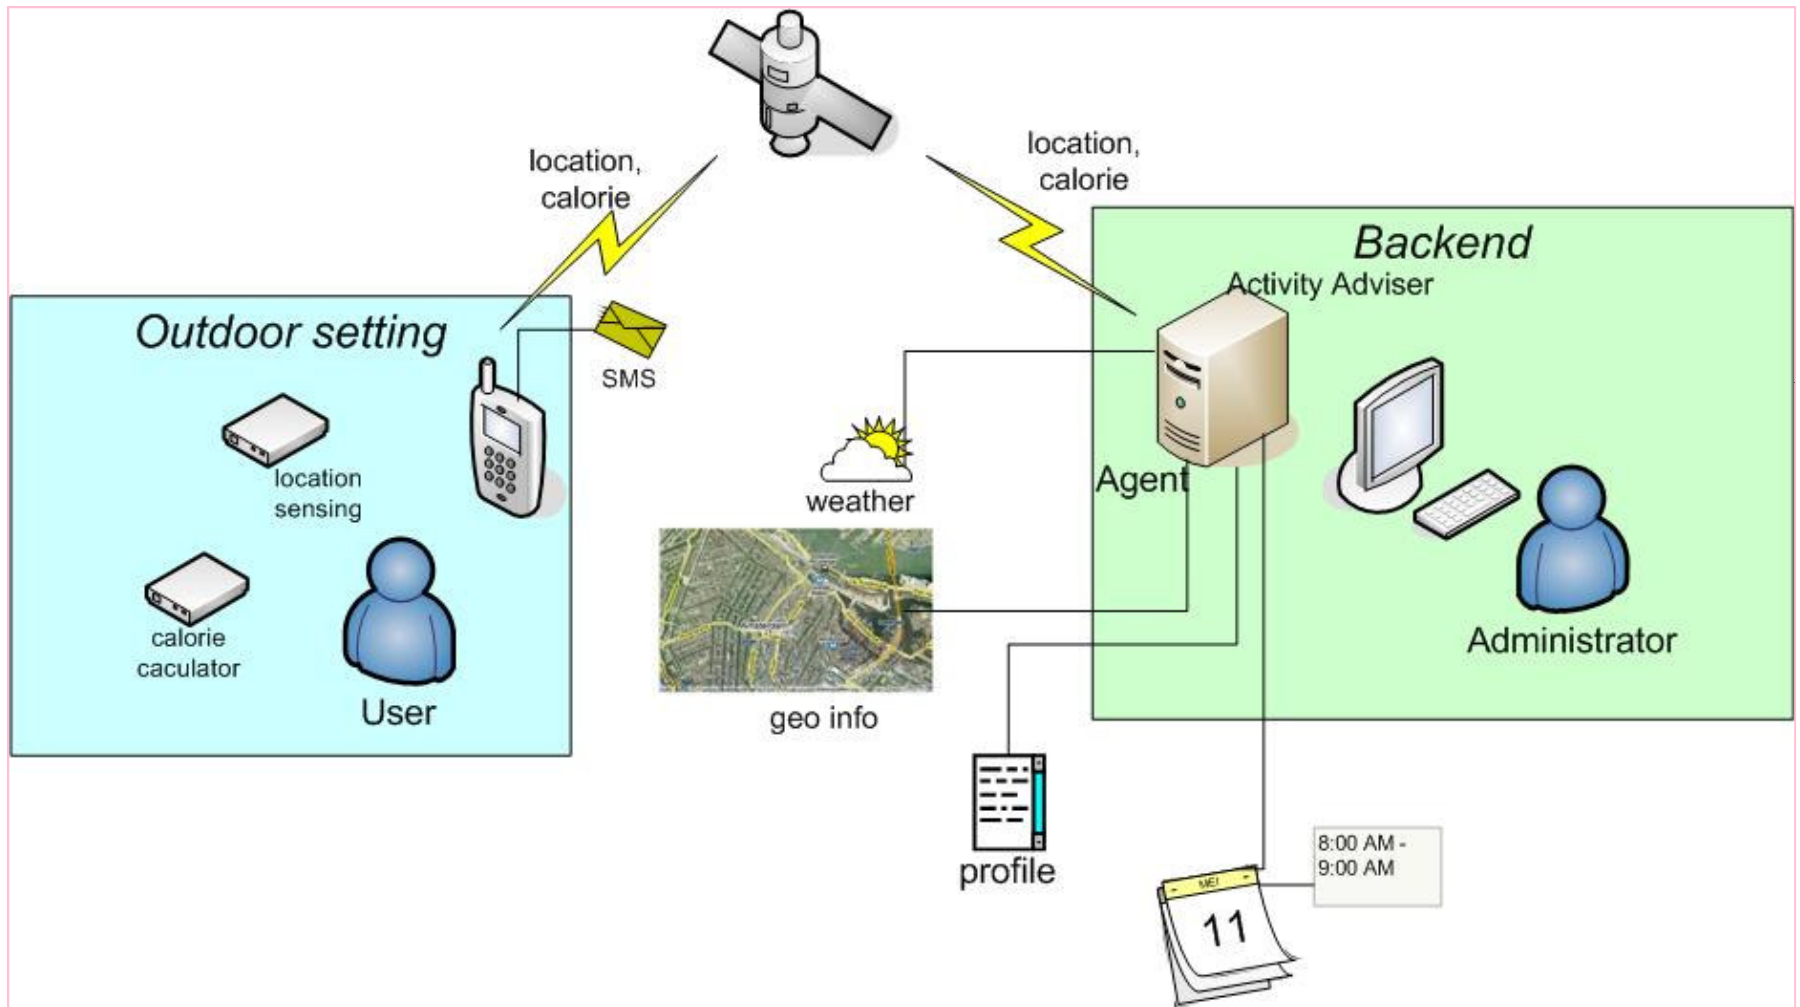 location,
calorie
location,
calorie
Backend
Activity Adviser
Outdoor setting
SMS
location
sensing
weather
Agent
calorie
caculator
User
Administrator
Amsterdam
geo info
profile
8:00 AM -
9:00 AM
MEI
11